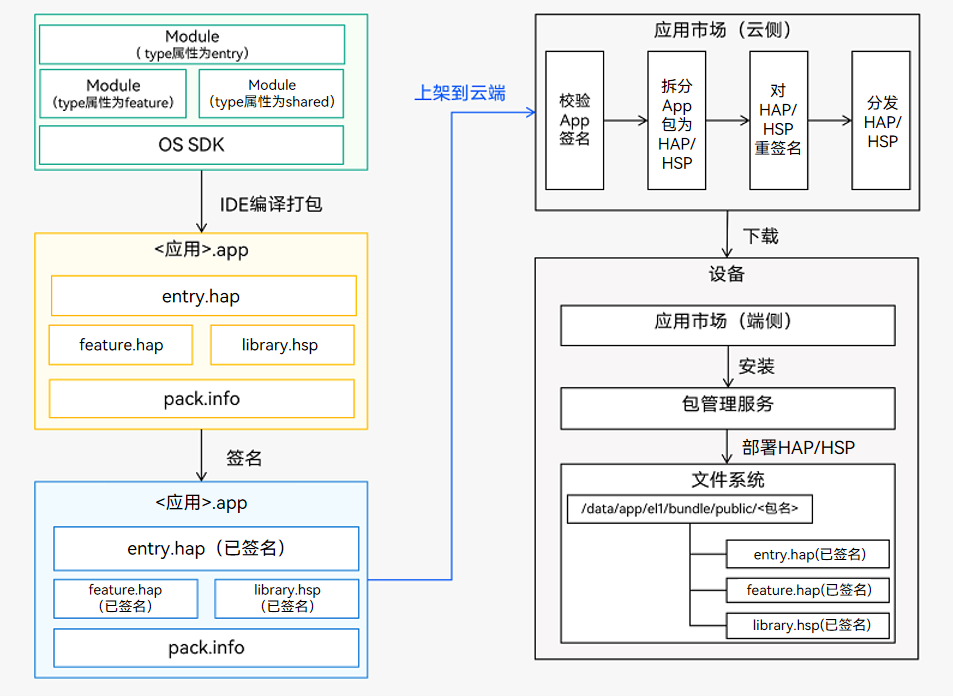 Module
( type属性为entry)
Module
(type属性为feature)
Module
(type属性为shared)
OS SDK
IDE编译打包
<应用>.app
entry.hap
feature.hap
library.hsp
pack.info
签名
<应用>.app
entry.hap（已签名）
feature.hap
(已签名)
library.hsp
(已签名)
pack.info
上架到云端
应用市场（云侧）
校验
App
签名
拆分
App
包为
HAP/
HSP
对
HAP/
HSP
重签名
分发
HAP/
HSP
下载
设备
应用市场（端侧）
安装
包管理服务
部署HAP/HSP
文件系统
/data/app/el1/bundle/public/<包名>
entry.hap(已签名)
feature.hap(已签名)
library.hsp(已签名)